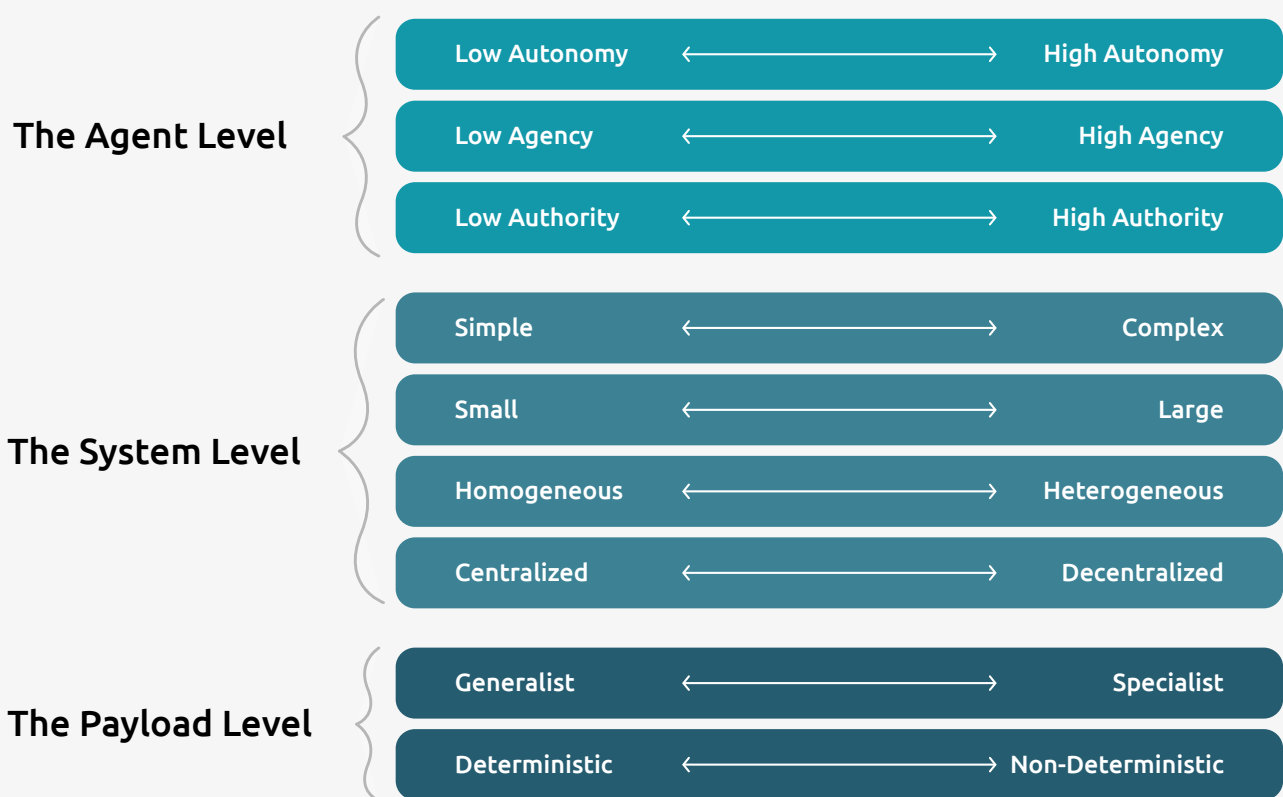 The Agent Level
Low Autonomy High Autonomy
Low Agency High Agency
Low Authority High Authority
The System Level
Simple Complex
Small Large
Homogeneous Heterogeneous
Centralized Decentralized
The Payload Level
Generalist Specialist
Deterministic Non-Deterministic